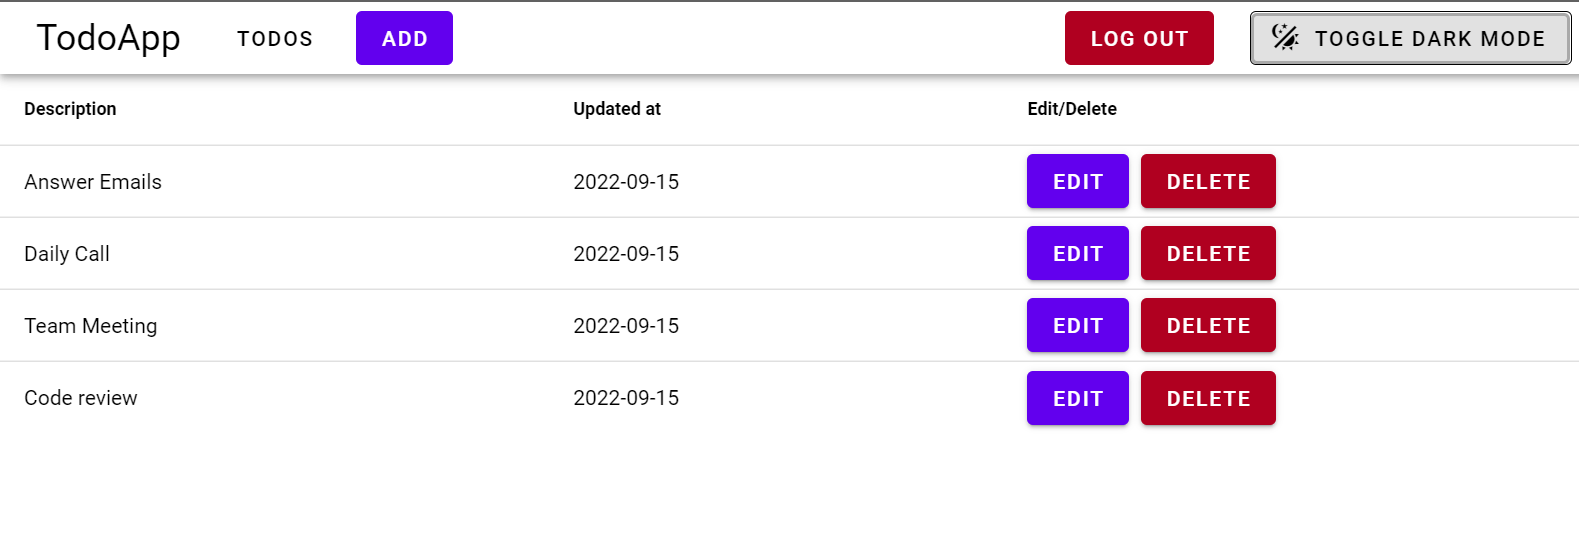 TodoApp TODOS ADD LOG OUT TOGGLE DARK MODE
Description Updated at Edit/Delete
Answer Emails 2022-09-15 EDIT DELETE
Daily Call 2022-09-15 EDIT DELETE
Team Meeting 2022-09-15 EDIT DELETE
Code review 2022-09-15 EDIT DELETE